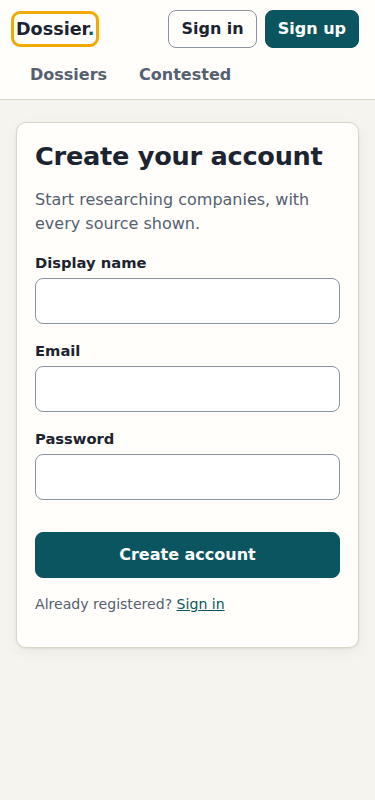 Dossier.
Sign in
Sign up
Dossiers
Contested
Create your account
Start researching companies, with
every source shown.
Display name
Email
Password
Create account
Already registered? Sign in